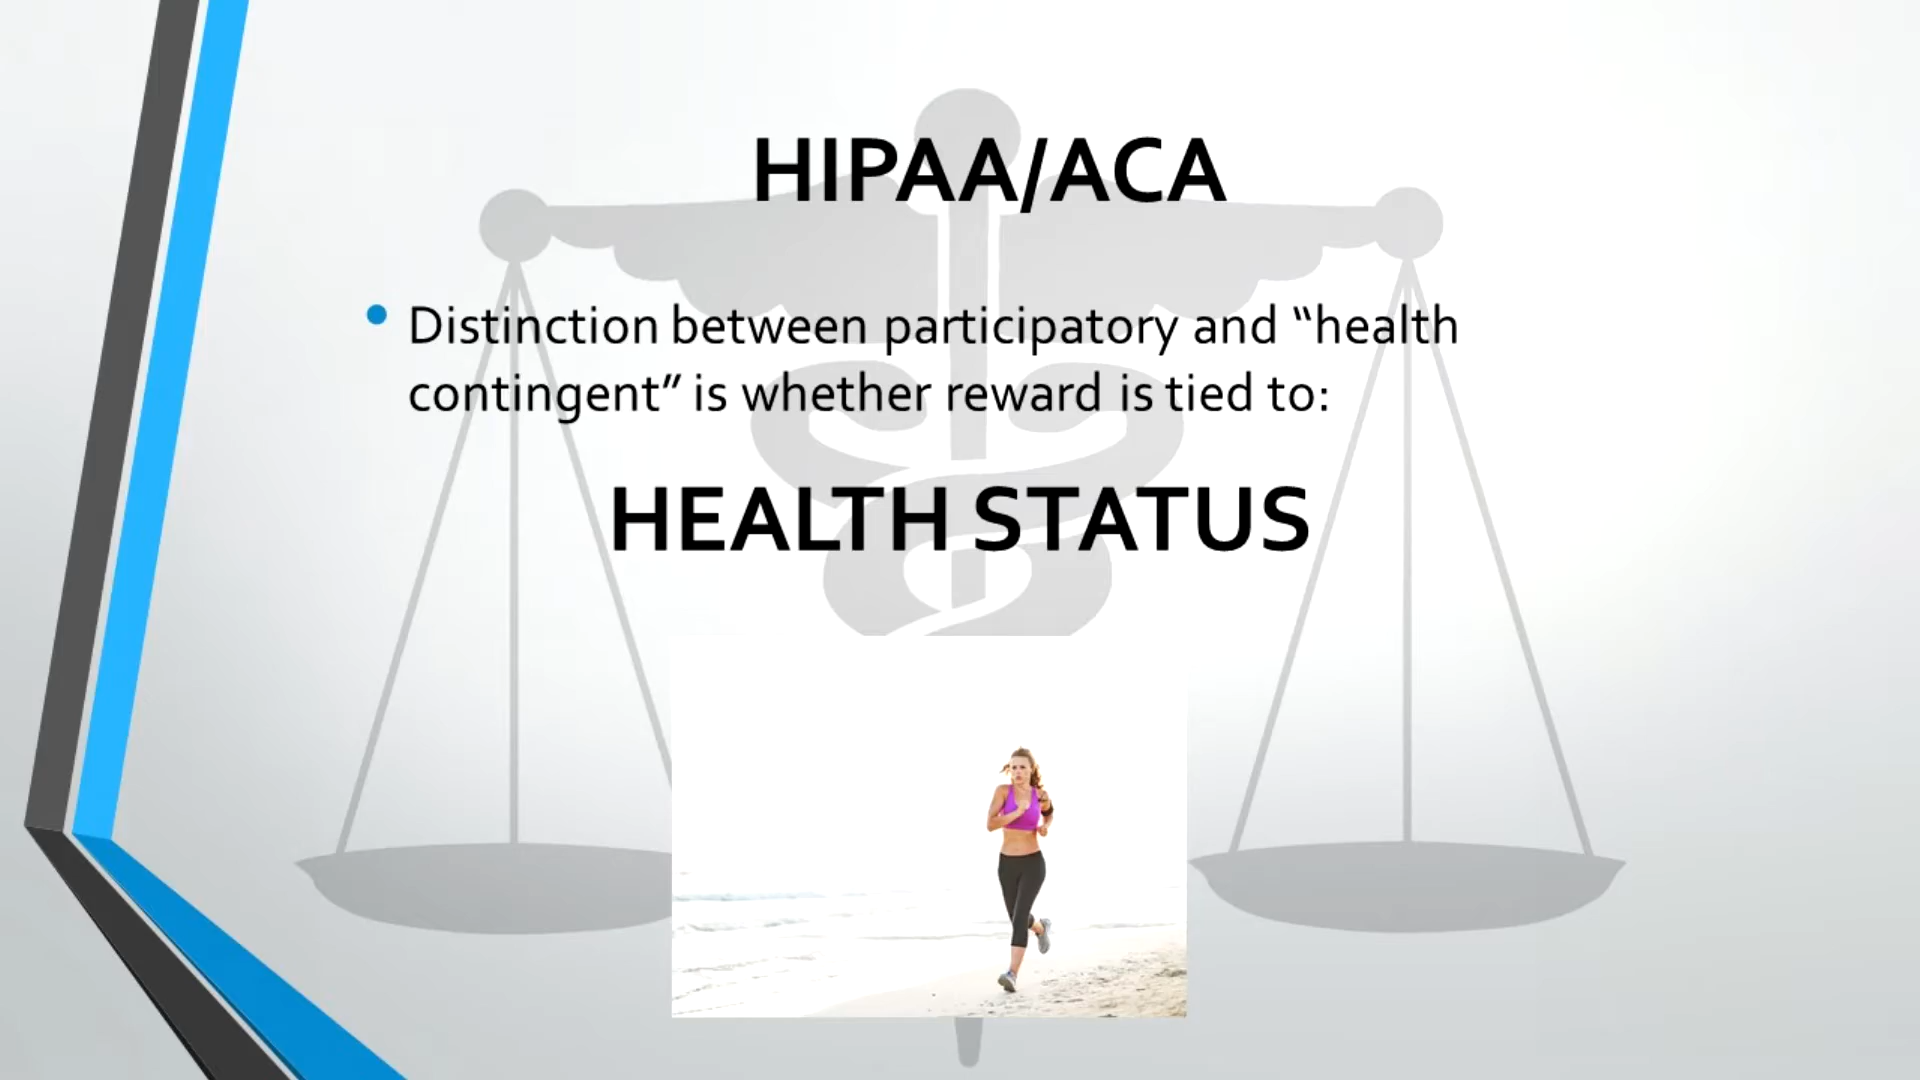 HIPAA/ACA
• Distinction between participatory and “health
contingent” is whether reward is tied to:
HEALTH STATUS